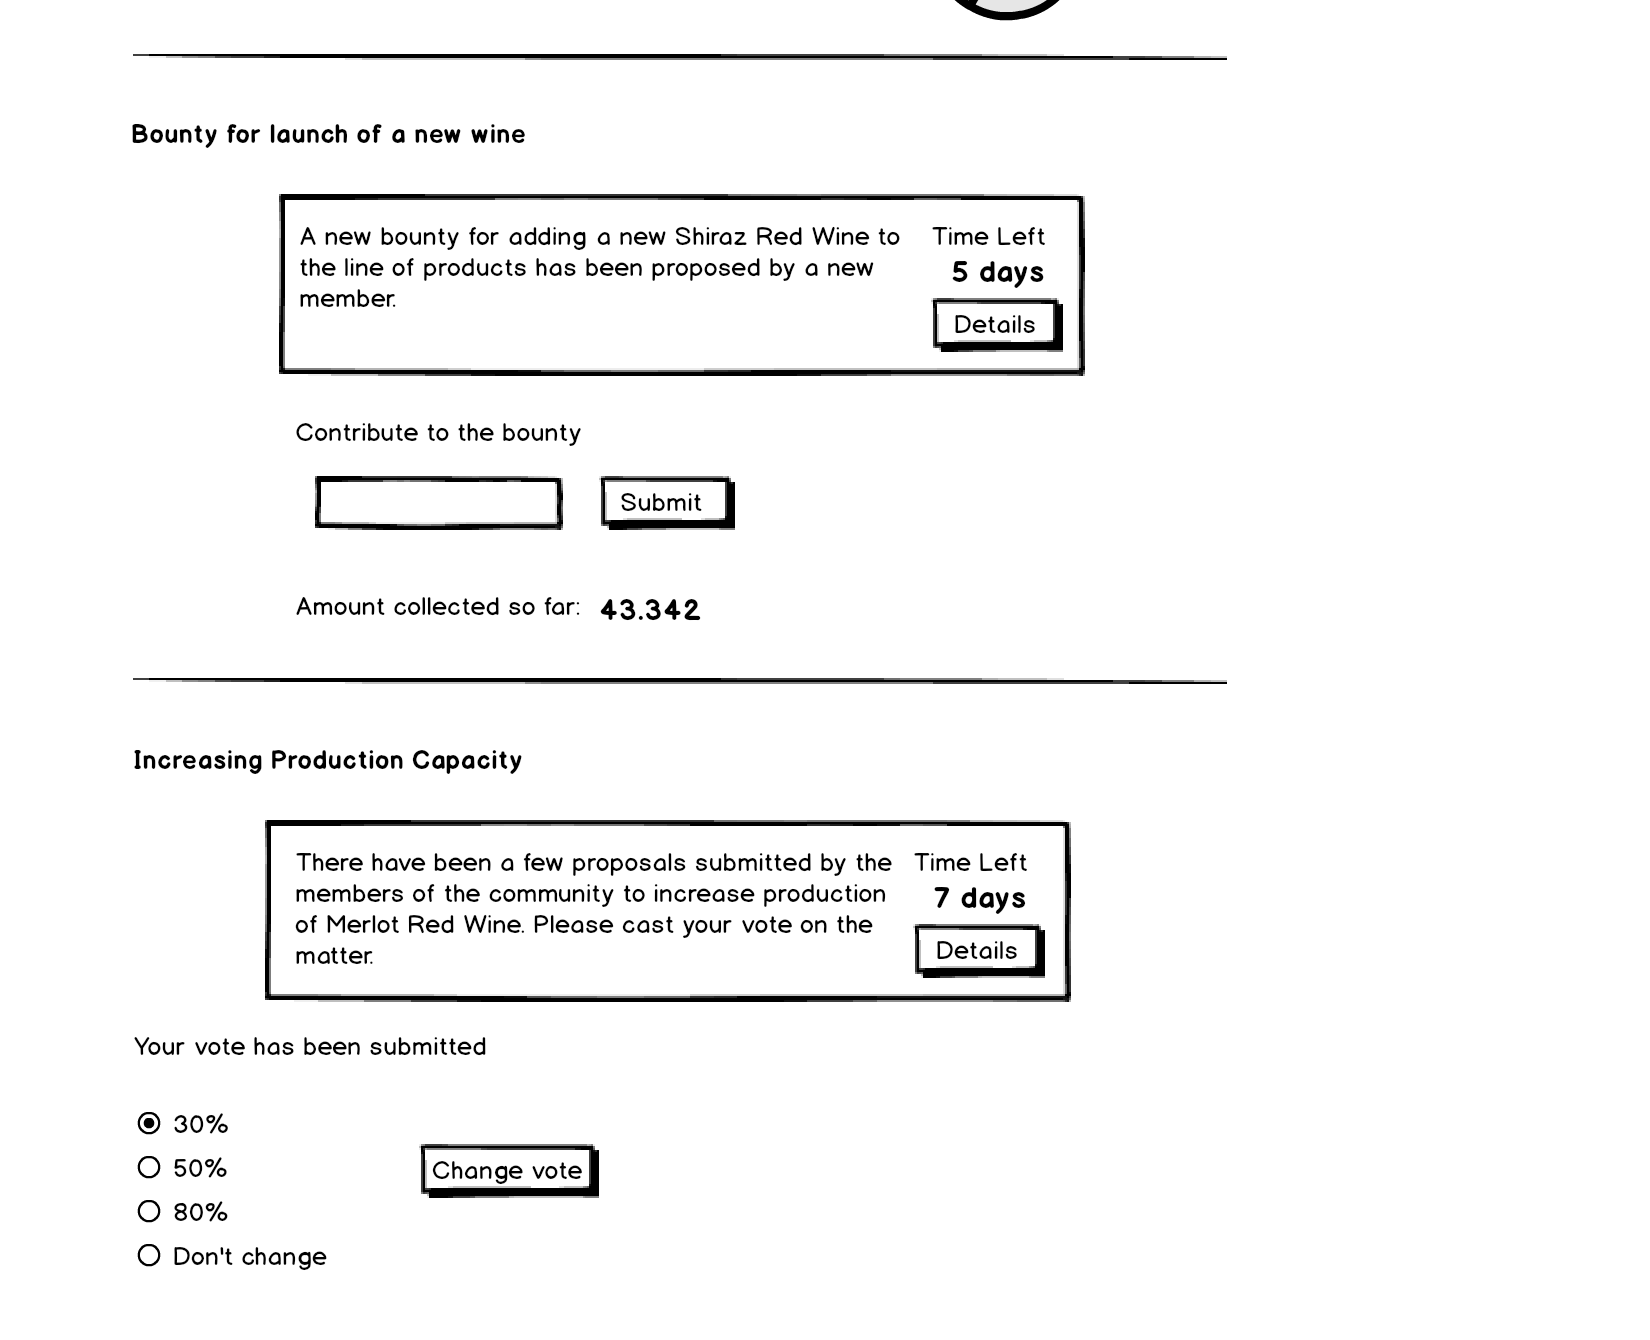 Bounty for launch of a new wine
A new bounty for adding a new Shiraz Red Wine to
the line of products has been proposed by a new
member.
Time Left
5 days
Details
Contribute to the bounty
Submit
Amount collected so far: 43.342
Increasing Production Capacity
There have been a few proposals submitted by the
members of the community to increase production
of Merlot Red Wine. Please cast your vote on the
matter.
Time Left
7 days
Details
Your vote has been submitted
30%
50%
Change vote
80%
Don't change